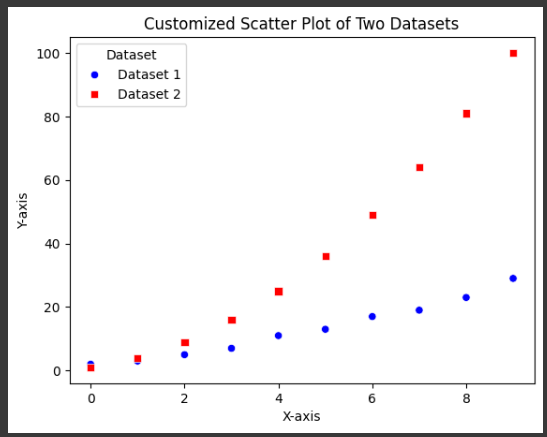 Customized Scatter Plot of Two Datasets
100
80
60
40
20
0
Y-axis
Dataset
Dataset 1
Dataset 2
0 2 4 6 8
X-axis